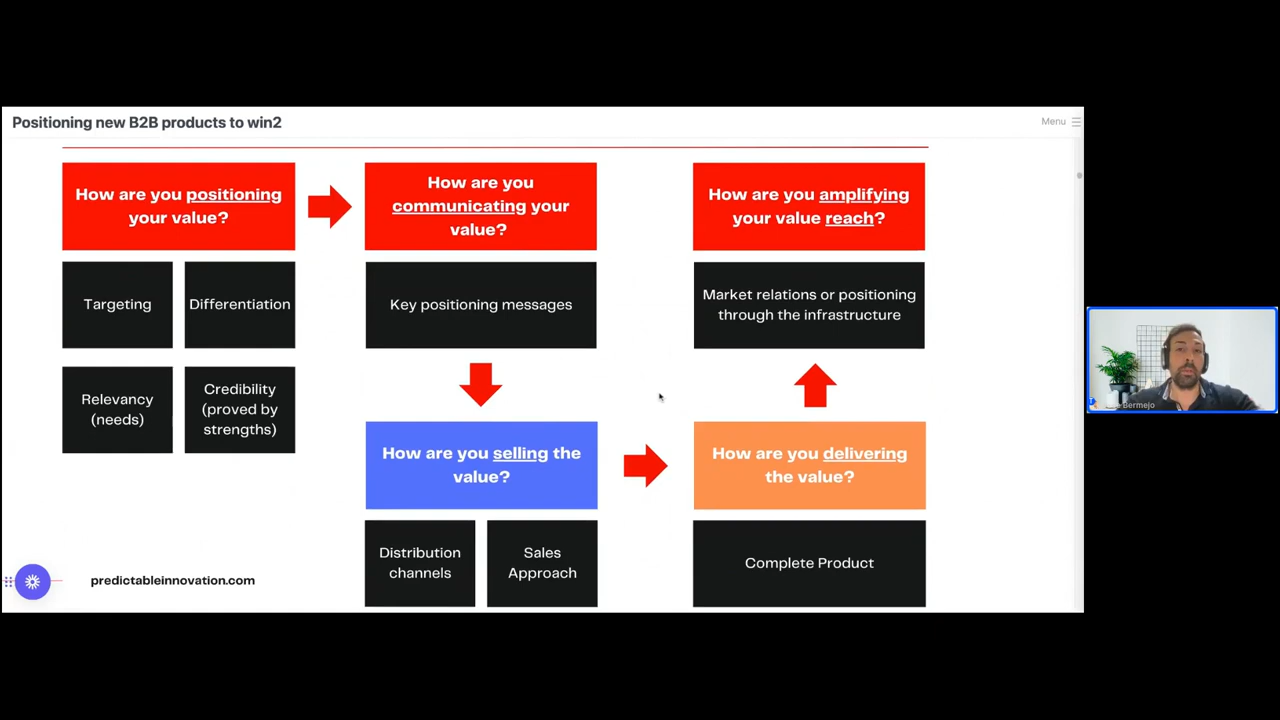 Positioning new B2B products to win2
Menu
How are you positioning
your value?
How are you
communicating your
value?
How are you amplifying
your value reach?
Targeting
Differentiation
Key positioning messages
Market relations or positioning
through the infrastructure
Relevancy
(needs)
Credibility
(proved by
strengths)
How are you selling the
value?
How are you delivering
the value?
Distribution
channels
Sales
Approach
Complete Product
predictableinnovation.com
Bermejo